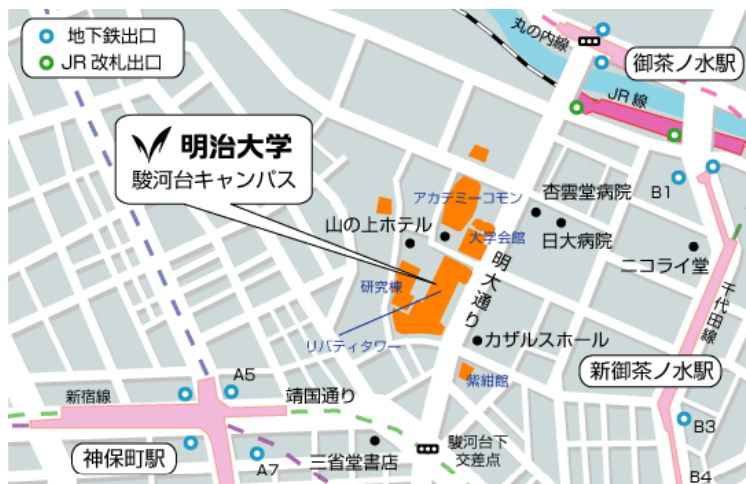 地下鉄出口
JR改札出口
丸の内線
御茶ノ水駅
JR線
明治大学
駿河台キャンパス
アカデミーコモン
杏雲堂病院
B1
山の上ホテル
大学会館
日大病院
ニコライ堂
研究棟
明大通り
千代田線
リバティタワー
カザルスホール
新御茶ノ水駅
紫紺館
A5
新宿線
靖国通り
B3
神保町駅
A7
三省堂書店
駿河台下
交差点
B4